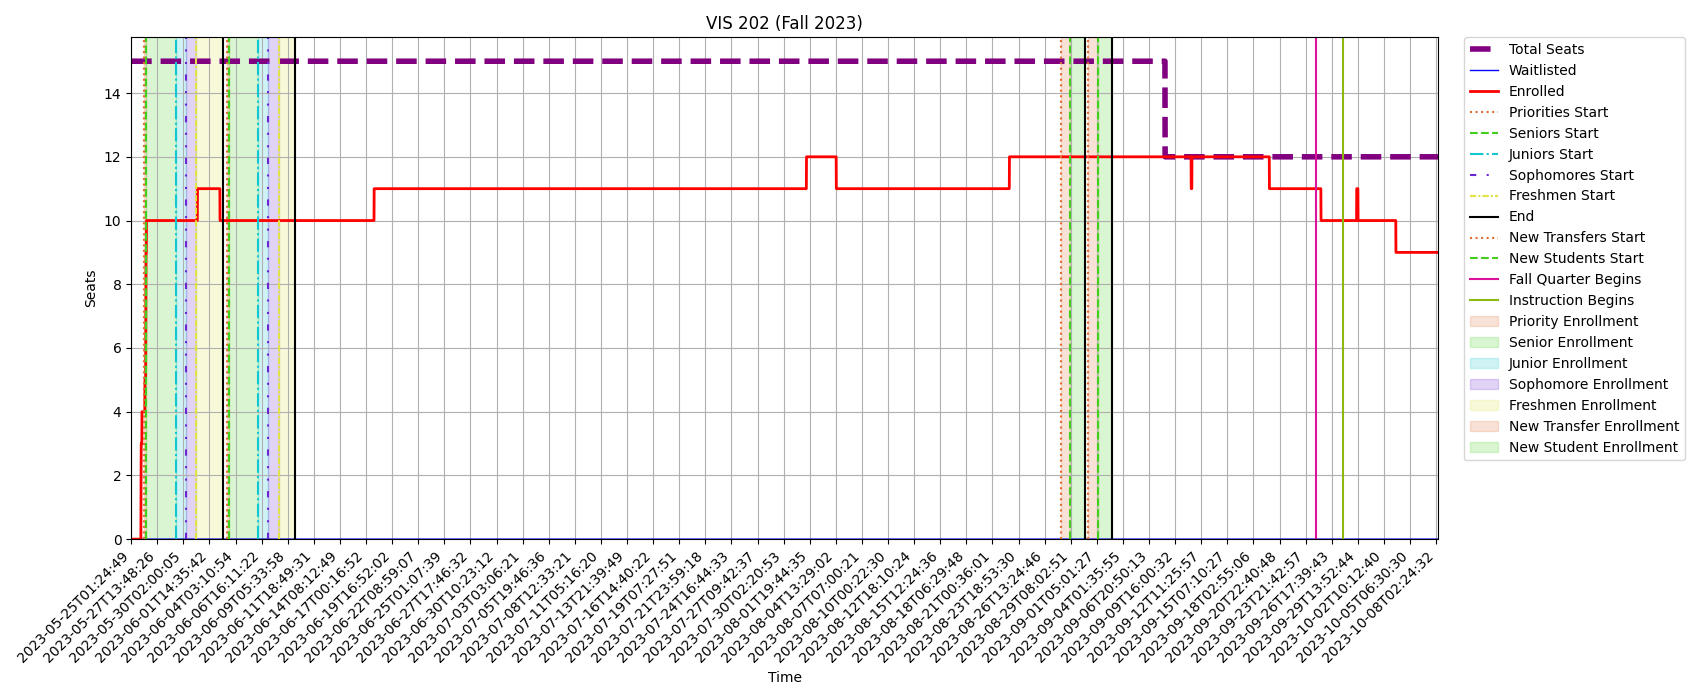 VIS 202 (Fall 2023)
Seats
14
12
10
8
6
4
2
0
2023-05-25T01:24:49
2023-05-27T13:48:26
2023-05-30T02:00:05
2023-06-01T14:35:42
2023-06-04T03:10:54
2023-06-06T16:11:22
2023-06-09T05:33:58
2023-06-11T18:49:31
2023-06-14T08:12:49
2023-06-17T00:16:52
2023-06-19T16:52:02
2023-06-22T08:59:07
2023-06-25T01:07:39
2023-06-27T17:46:32
2023-06-30T10:23:12
2023-07-03T03:06:21
2023-07-05T19:46:36
2023-07-08T12:33:21
2023-07-11T05:16:20
2023-07-13T21:39:49
2023-07-16T14:40:22
2023-07-19T07:27:51
2023-07-21T23:59:18
2023-07-24T16:44:33
2023-07-27T09:42:37
2023-07-30T02:20:53
2023-08-01T19:44:35
2023-08-04T13:29:02
2023-08-07T07:00:21
2023-08-10T00:22:30
2023-08-12T18:10:24
2023-08-15T12:24:36
2023-08-18T06:29:48
2023-08-21T00:36:01
2023-08-23T18:53:30
2023-08-26T13:24:46
2023-08-29T08:02:51
2023-09-01T05:01:27
2023-09-04T01:35:55
2023-09-06T20:50:13
2023-09-09T16:00:32
2023-09-12T11:25:57
2023-09-15T07:10:27
2023-09-18T02:55:06
2023-09-20T22:40:48
2023-09-23T21:42:57
2023-09-26T17:39:43
2023-09-29T13:52:44
2023-10-02T10:12:40
2023-10-05T06:30:30
2023-10-08T02:24:32
Time
Total Seats
Waitlisted
Enrolled
Priorities Start
Seniors Start
Juniors Start
Sophomores Start
Freshmen Start
End
New Transfers Start
New Students Start
Fall Quarter Begins
Instruction Begins
Priority Enrollment
Senior Enrollment
Junior Enrollment
Sophomore Enrollment
Freshmen Enrollment
New Transfer Enrollment
New Student Enrollment